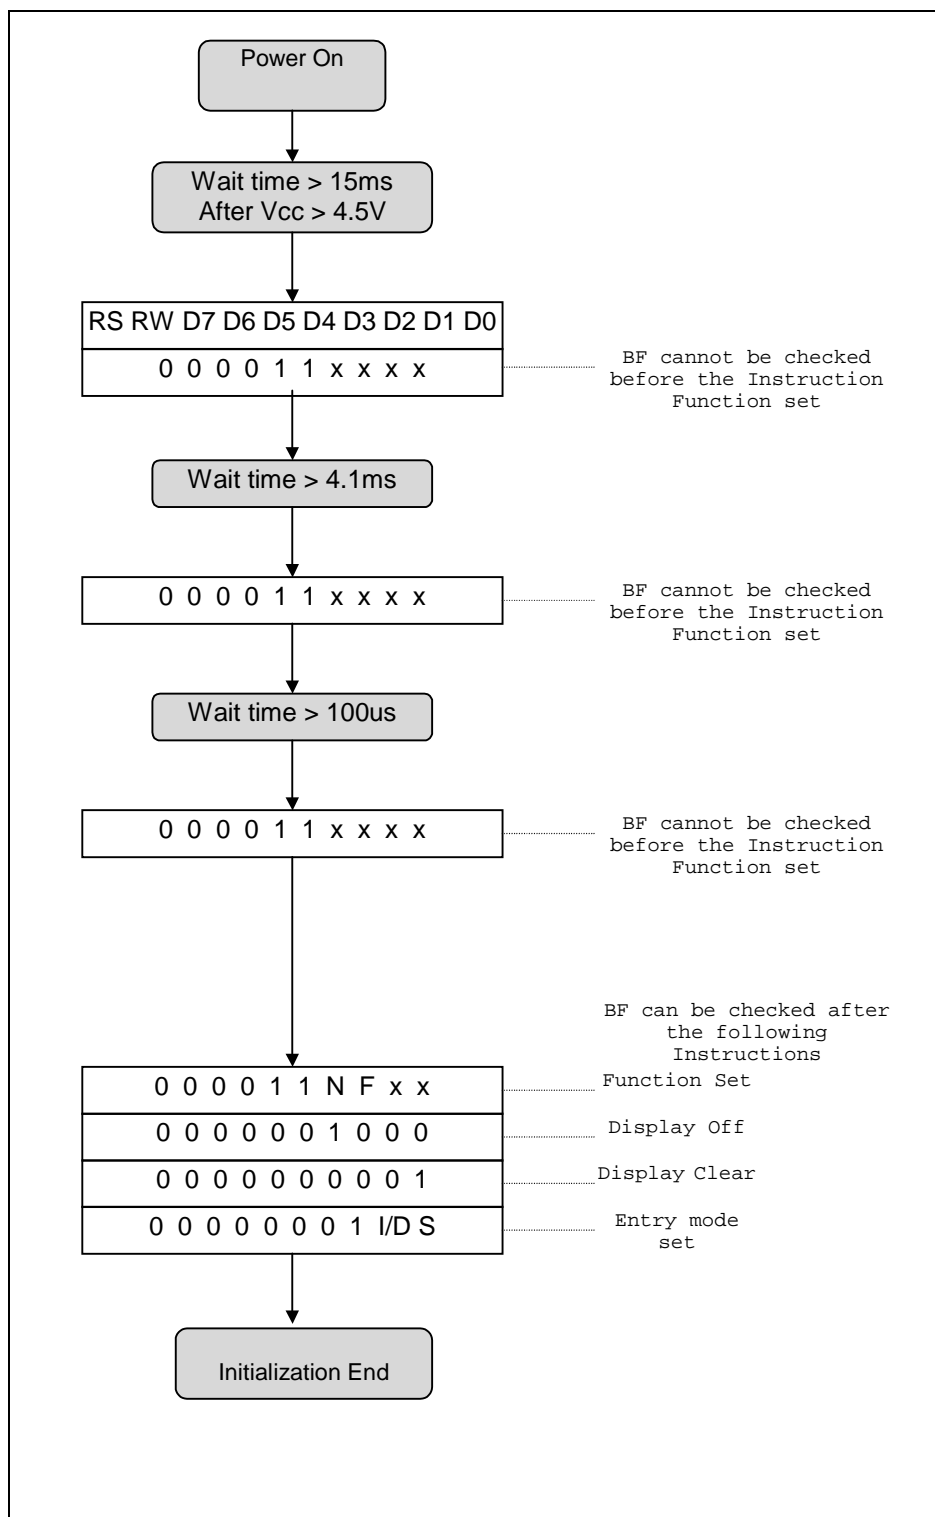 Power On
Wait time > 15ms
After Vcc > 4.5V
RS RW D7 D6 D5 D4 D3 D2 D1 D0
0 0 0 0 1 1 x x x x
BF cannot be checked
before the Instruction
Function set
Wait time > 4.1ms
0 0 0 0 1 1 x x x x
BF cannot be checked
before the Instruction
Function set
Wait time > 100us
0 0 0 0 1 1 x x x x
BF cannot be checked
before the Instruction
Function set
BF can be checked after
the following
Instructions
0 0 0 0 1 1 N F x x
Function Set
0 0 0 0 0 0 1 0 0 0
Display Off
0 0 0 0 0 0 0 0 0 1
Display Clear
0 0 0 0 0 0 0 1 I/D S
Entry mode
set
Initialization End